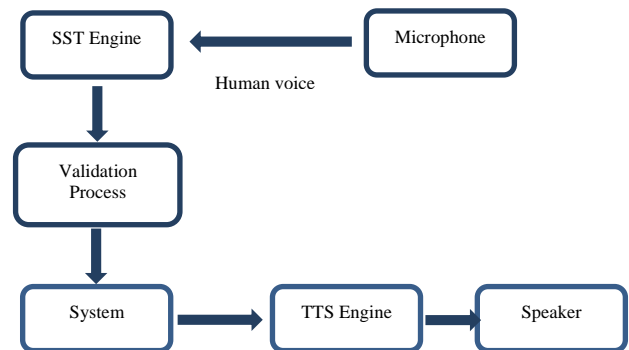 SST Engine
Microphone
Human voice
Validation
Process
System
TTS Engine
Speaker